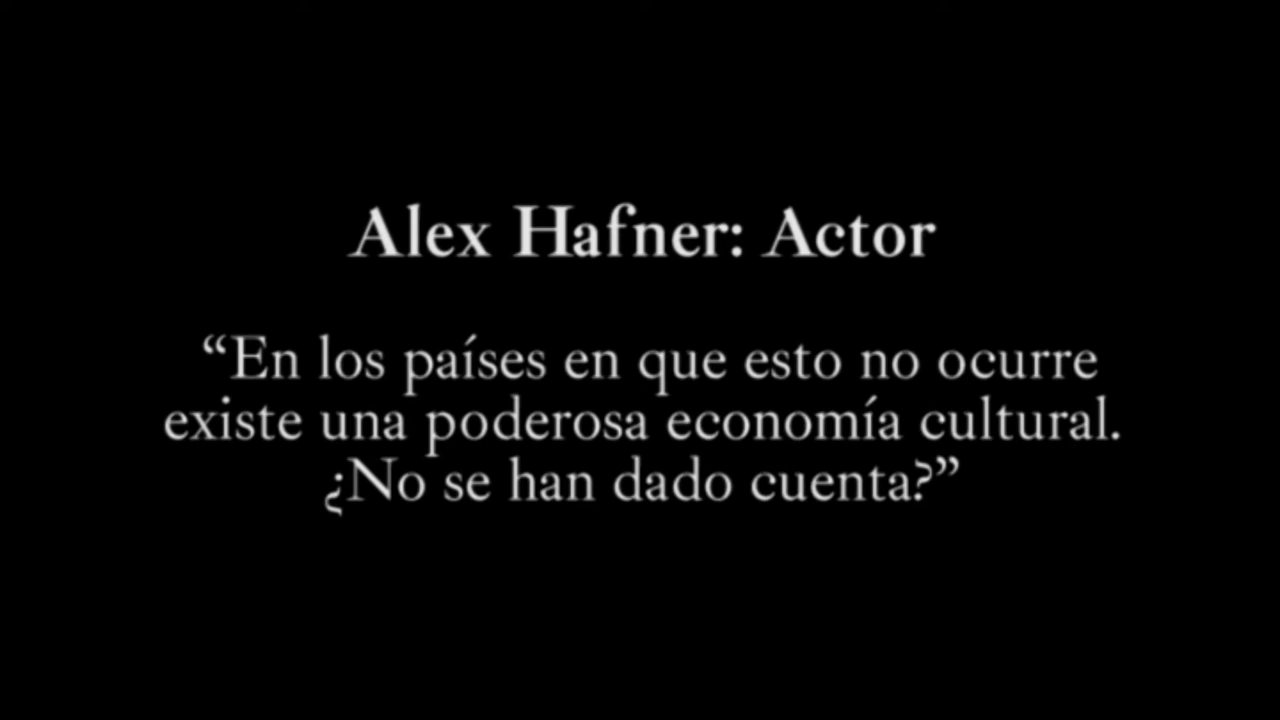 Alex Hafner: Actor
“En los países en que esto no ocurre
existe una poderosa economía cultural.
¿No se han dado cuenta?”